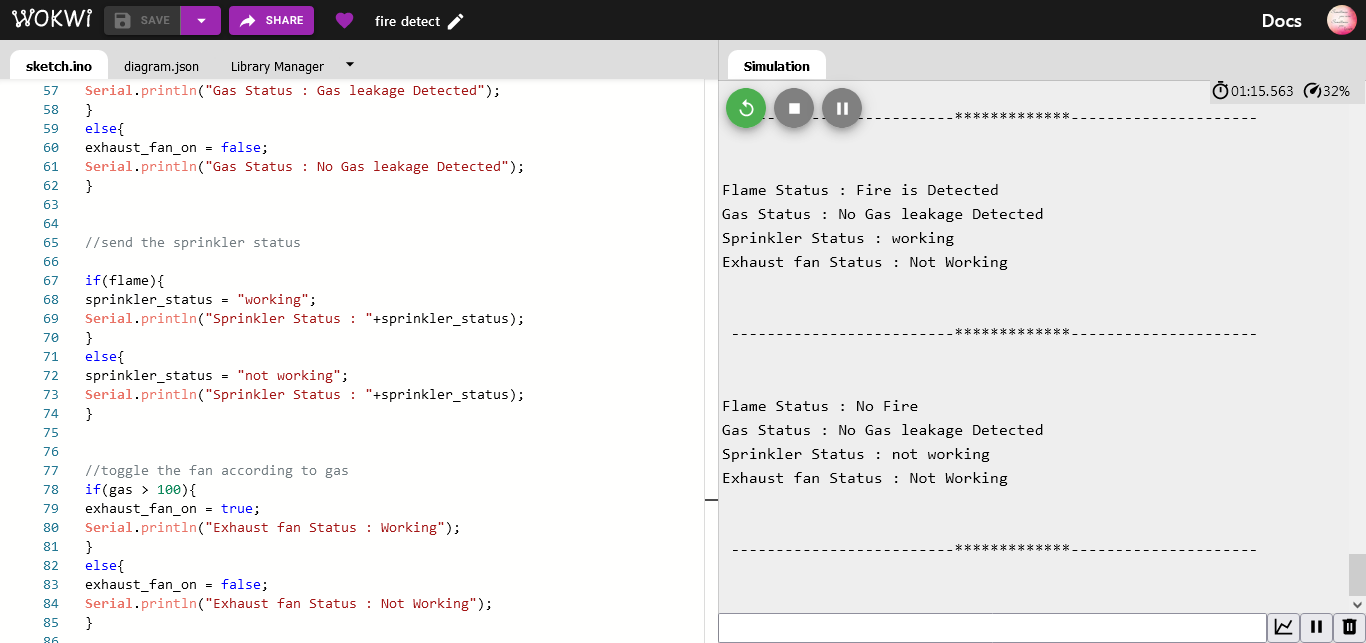 WOKWI SAVE SHARE fire detect Docs
sketch.ino diagram.json Library Manager
57 Serial.println("Gas Status : Gas leakage Detected");
58 }
59 else{
60 exhaust_fan_on = false;
61 Serial.println("Gas Status : No Gas leakage Detected");
62 }
63
64
65 //send the sprinkler status
66
67 if(flame){
68 sprinkler_status = "working";
69 Serial.println("Sprinkler Status : "+sprinkler_status);
70 }
71 else{
72 sprinkler_status = "not working";
73 Serial.println("Sprinkler Status : "+sprinkler_status);
74 }
75
76
77 //toggle the fan according to gas
78 if(gas > 100){
79 exhaust_fan_on = true;
80 Serial.println("Exhaust fan Status : Working");
81 }
82 else{
83 exhaust_fan_on = false;
84 Serial.println("Exhaust fan Status : Not Working");
85 }
86
Simulation
01:15.563 32%
-----------*************---------------------
Flame Status : Fire is Detected
Gas Status : No Gas leakage Detected
Sprinkler Status : working
Exhaust fan Status : Not Working
-------------------------*************---------------------
Flame Status : No Fire
Gas Status : No Gas leakage Detected
Sprinkler Status : not working
Exhaust fan Status : Not Working
-------------------------*************---------------------